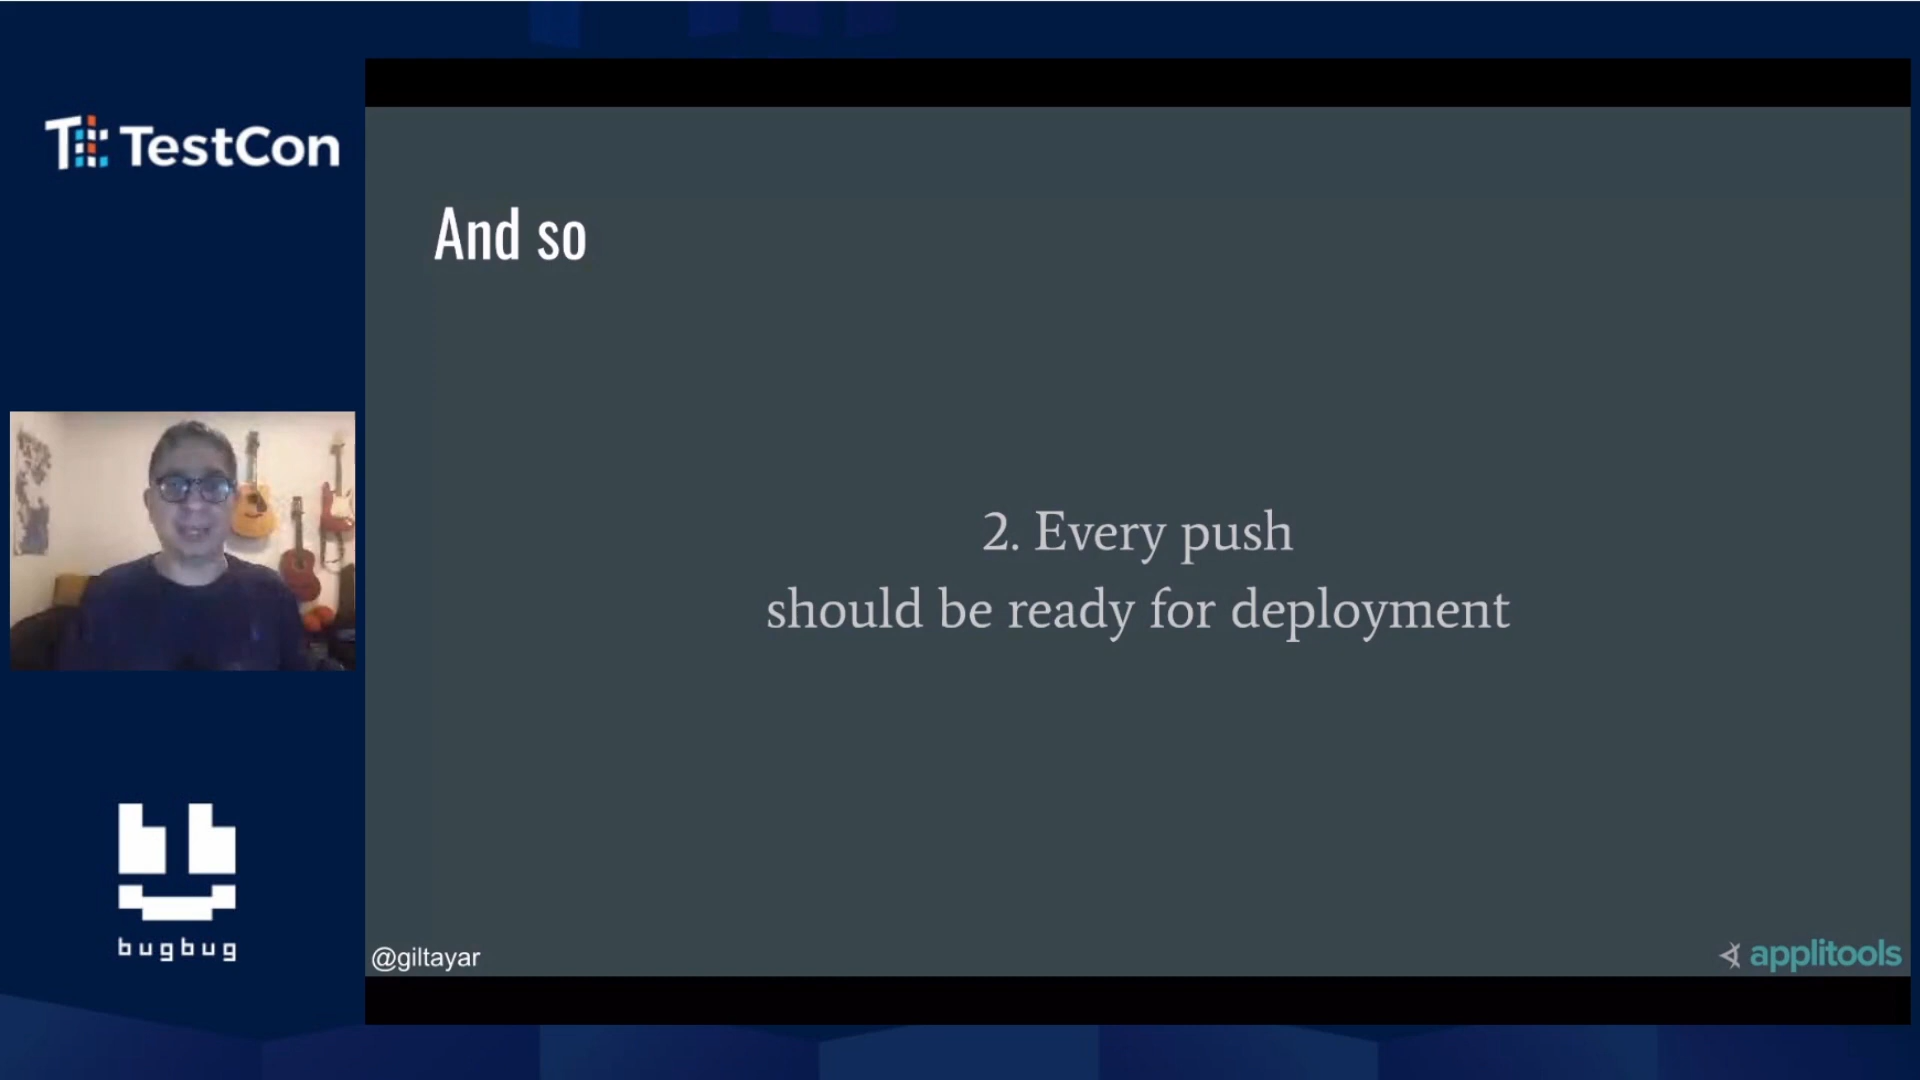 TestCon
And so
2. Every push
should be ready for deployment
bugbug
@giltayar
applitools